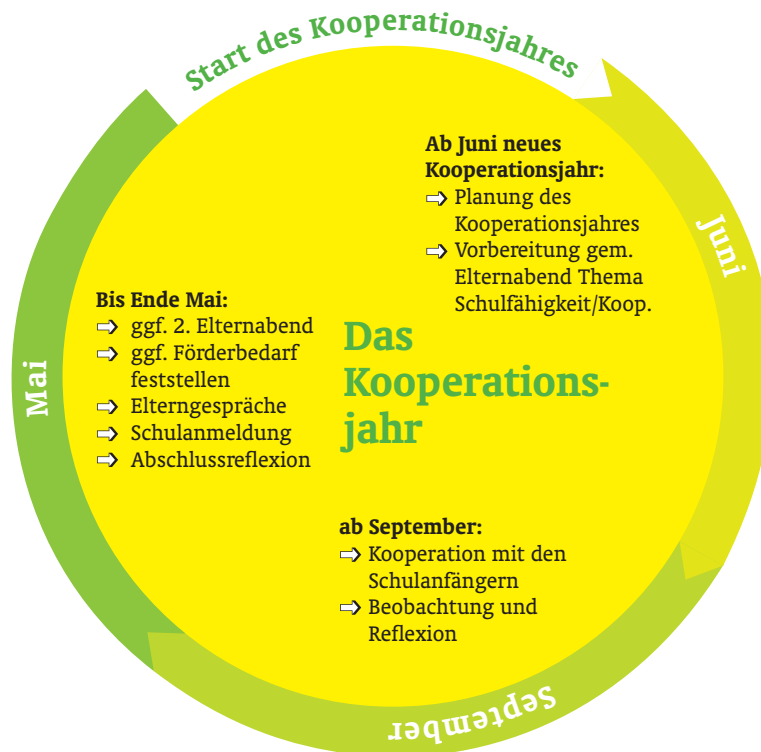 Start des Kooperationsjahres
Ab Juni neues
Kooperationsjahr:
⇨ Planung des
Kooperationsjahres
⇨ Vorbereitung gem.
Elternabend Thema
Schulfähigkeit/Koop.
Juni
Bis Ende Mai:
⇨ ggf. 2. Elternabend
⇨ ggf. Förderbedarf
feststellen
⇨ Elterngespräche
⇨ Schulanmeldung
⇨ Abschlussreflexion
Mai
Das
Kooperations-
jahr
ab September:
⇨ Kooperation mit den
Schulanfängern
⇨ Beobachtung und
Reflexion
September